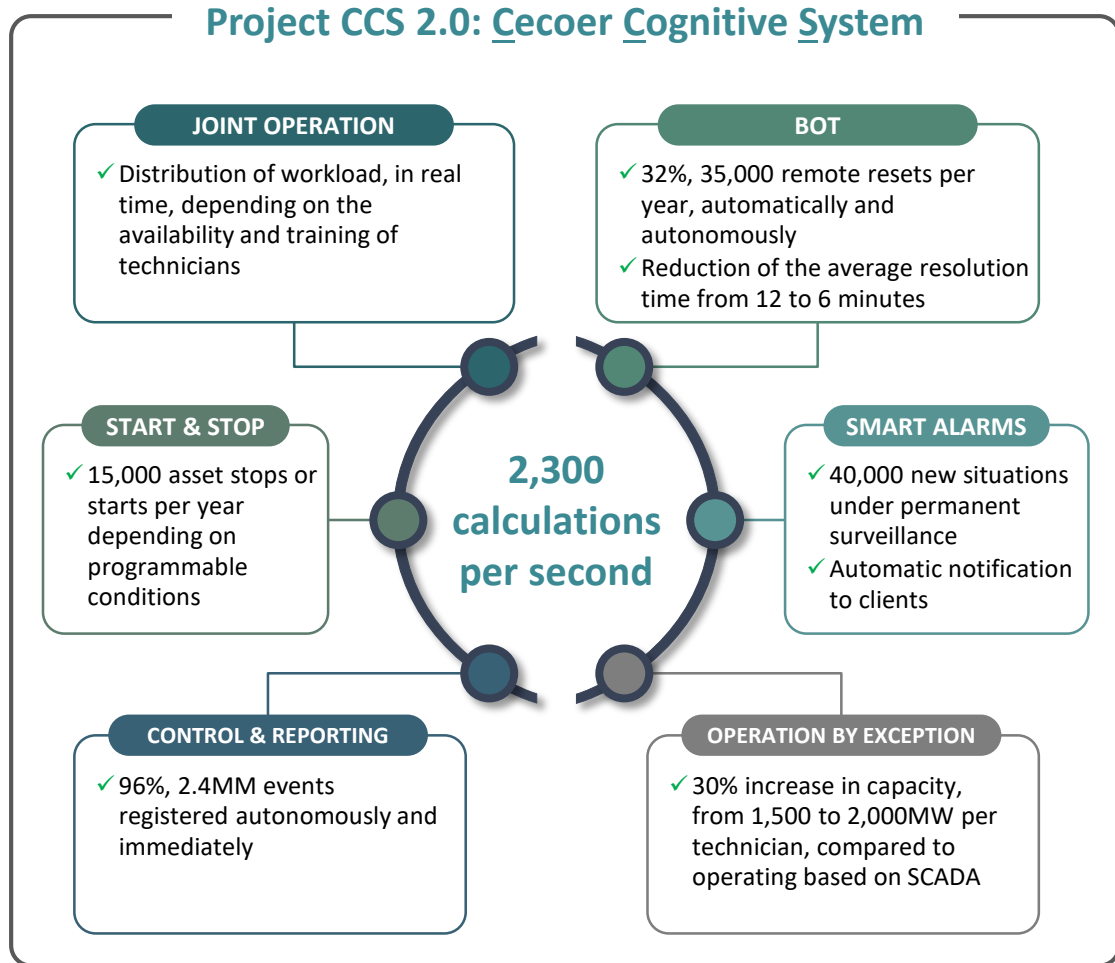 Project CCS 2.0: Cecoer Cognitive System
JOINT OPERATION
✓ Distribution of workload, in real
time, depending on the
availability and training of
technicians
BOT
✓ 32%, 35,000 remote resets per
year, automatically and
autonomously
✓ Reduction of the average resolution
time from 12 to 6 minutes
START & STOP
✓ 15,000 asset stops or
starts per year
depending on
programmable
conditions
2,300
calculations
per second
SMART ALARMS
✓ 40,000 new situations
under permanent
surveillance
✓ Automatic notification
to clients
CONTROL & REPORTING
✓ 96%, 2.4MM events
registered autonomously and
immediately
OPERATION BY EXCEPTION
✓ 30% increase in capacity,
from 1,500 to 2,000MW per
technician, compared to
operating based on SCADA